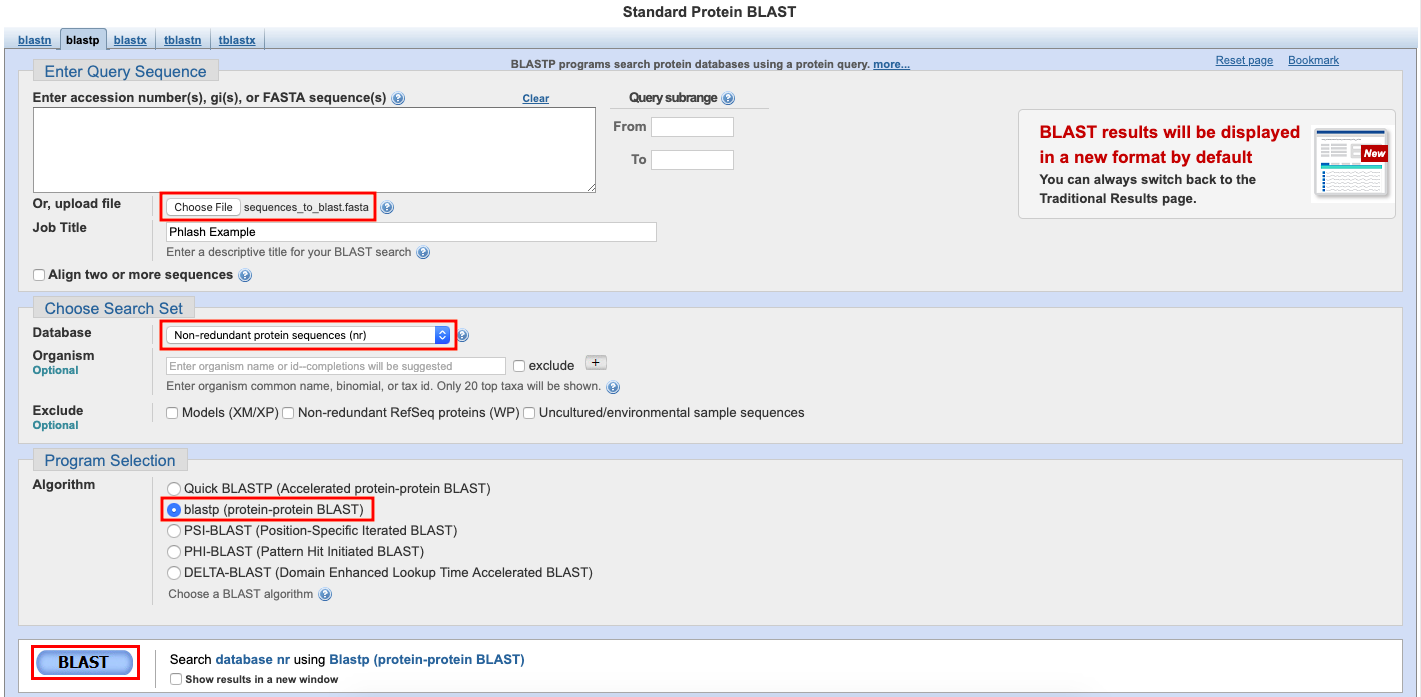 Standard Protein BLAST
blastn blastp blastx tblastn tblastx
BLASTP programs search protein databases using a protein query. more...
Reset page Bookmark
Enter Query Sequence
Enter accession number(s), gi(s), or FASTA sequence(s) Clear
Query subrange
From
To
BLAST results will be displayed
in a new format by default
You can always switch back to the
Traditional Results page.
New
Or, upload file Choose File sequences_to_blast.fasta
Job Title Phlash Example
Enter a descriptive title for your BLAST search
Align two or more sequences
Choose Search Set
Database Non-redundant protein sequences (nr)
Organism
Optional
Enter organism name or id--completions will be suggested exclude +
Enter organism common name, binomial, or tax id. Only 20 top taxa will be shown.
Exclude
Optional
Models (XM/XP) Non-redundant RefSeq proteins (WP) Uncultured/environmental sample sequences
Program Selection
Algorithm
Quick BLASTP (Accelerated protein-protein BLAST)
blastp (protein-protein BLAST)
PSI-BLAST (Position-Specific Iterated BLAST)
PHI-BLAST (Pattern Hit Initiated BLAST)
DELTA-BLAST (Domain Enhanced Lookup Time Accelerated BLAST)
Choose a BLAST algorithm
BLAST
Search database nr using Blastp (protein-protein BLAST)
Show results in a new window